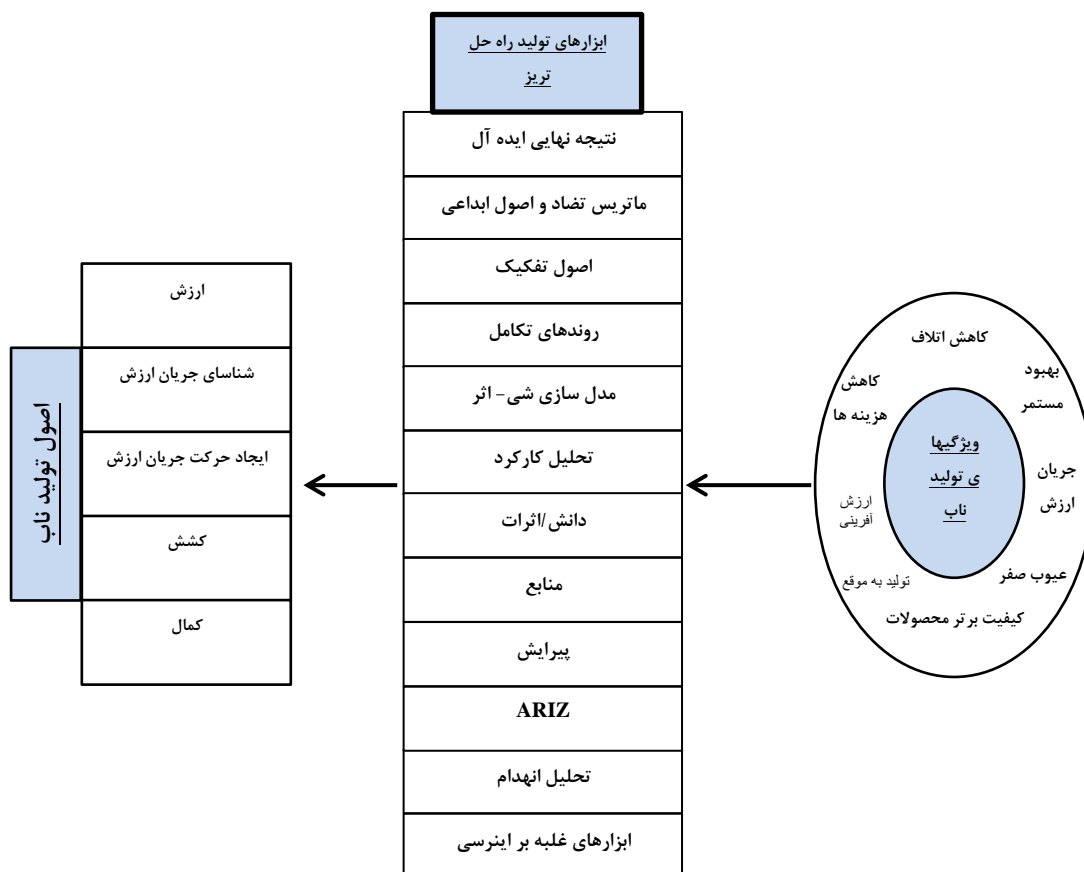 ابزارهای تولید راه حل
تریز
نتیجه نهایی ایده آل
ماتریس تضاد و اصول ابداعی
اصول تفکیک
روندهای تکامل
مدل سازی شی- اثر
تحلیل کارکرد
دانش/اثرات
منابع
پیرایش
ARIZ
تحلیل انهدام
ابزارهای غلبه بر اینرسی
کاهش اتلاف
بهبود
مستمر
کاهش
هزینه ها
جریان
ارزش
ارزش
آفرینی
عیوب صفر
تولید به موقع
کیفیت برتر محصولات
ویژگیها
ی تولید
ناب
اصول تولید ناب
ارزش
شناسای جریان ارزش
ایجاد حرکت جریان ارزش
کشش
کمال